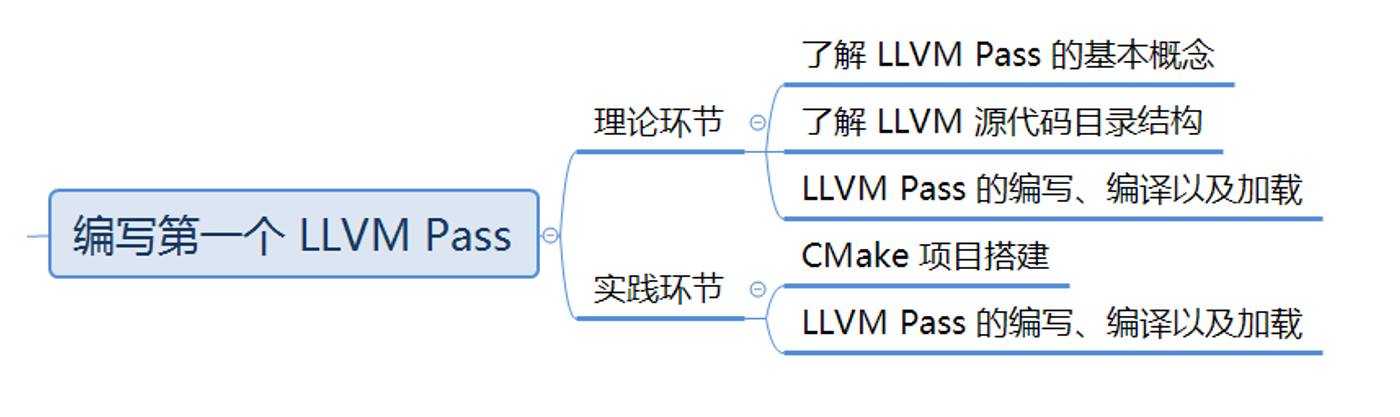 编写第一个 LLVM Pass
理论环节
了解 LLVM Pass 的基本概念
了解 LLVM 源代码目录结构
LLVM Pass 的编写、编译以及加载
实践环节
CMake 项目搭建
LLVM Pass 的编写、编译以及加载